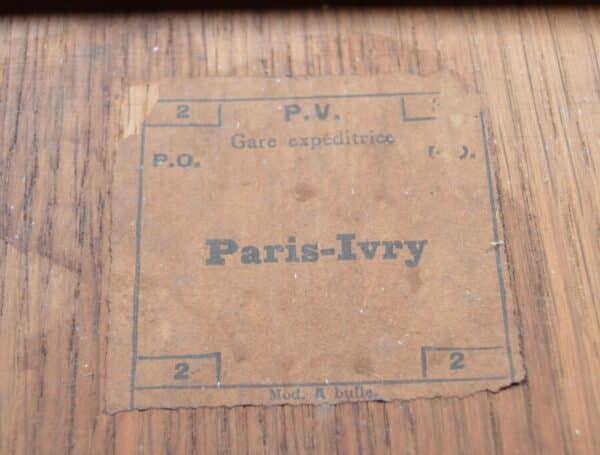 2 P.V.
Gare expéditrice
P.O.
Paris-Ivry
2 2
Mod. A bulle.